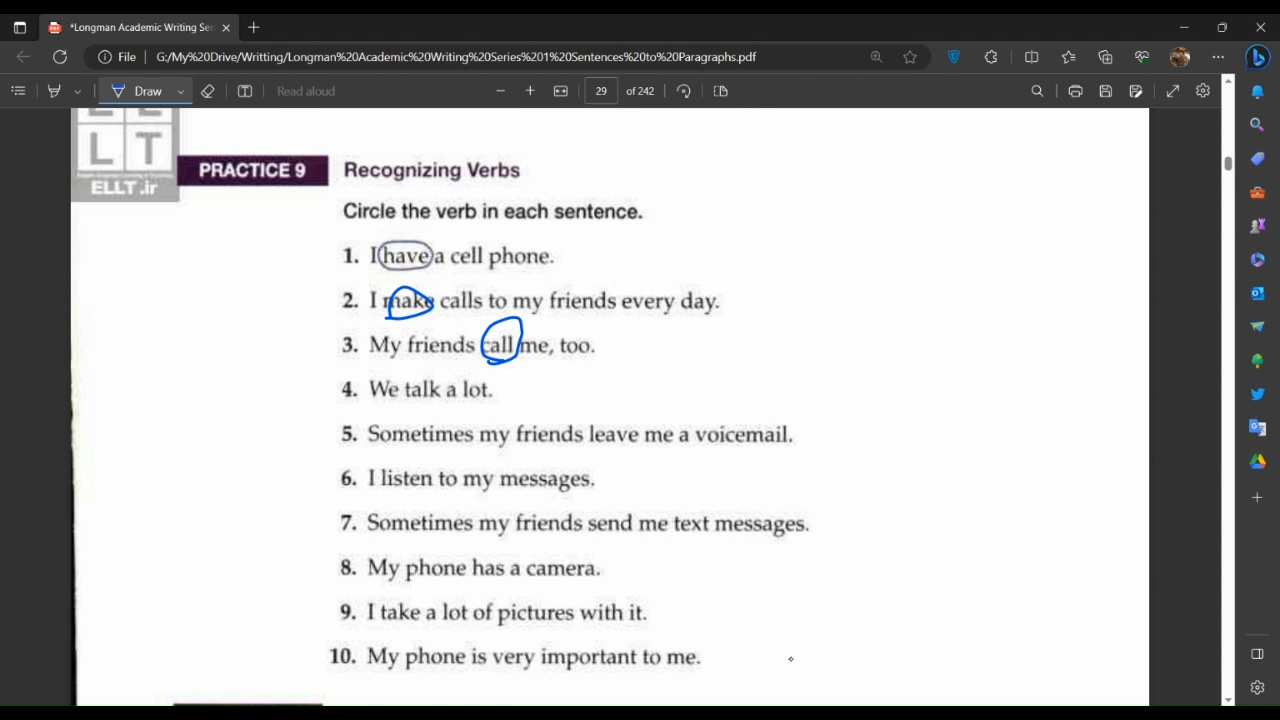 *Longman Academic Writing Ser
File
G:/My%20Drive/Writting/Longman%20Academic%20Writing%20Series%201%20Sentences%20to%20Paragraphs.pdf
Draw
Read aloud
29
of 242
L T
ELLT.ir
PRACTICE 9 Recognizing Verbs
Circle the verb in each sentence.
1. I have a cell phone.
2. I make calls to my friends every day.
3. My friends call me, too.
4. We talk a lot.
5. Sometimes my friends leave me a voicemail.
6. I listen to my messages.
7. Sometimes my friends send me text messages.
8. My phone has a camera.
9. I take a lot of pictures with it.
10. My phone is very important to me.